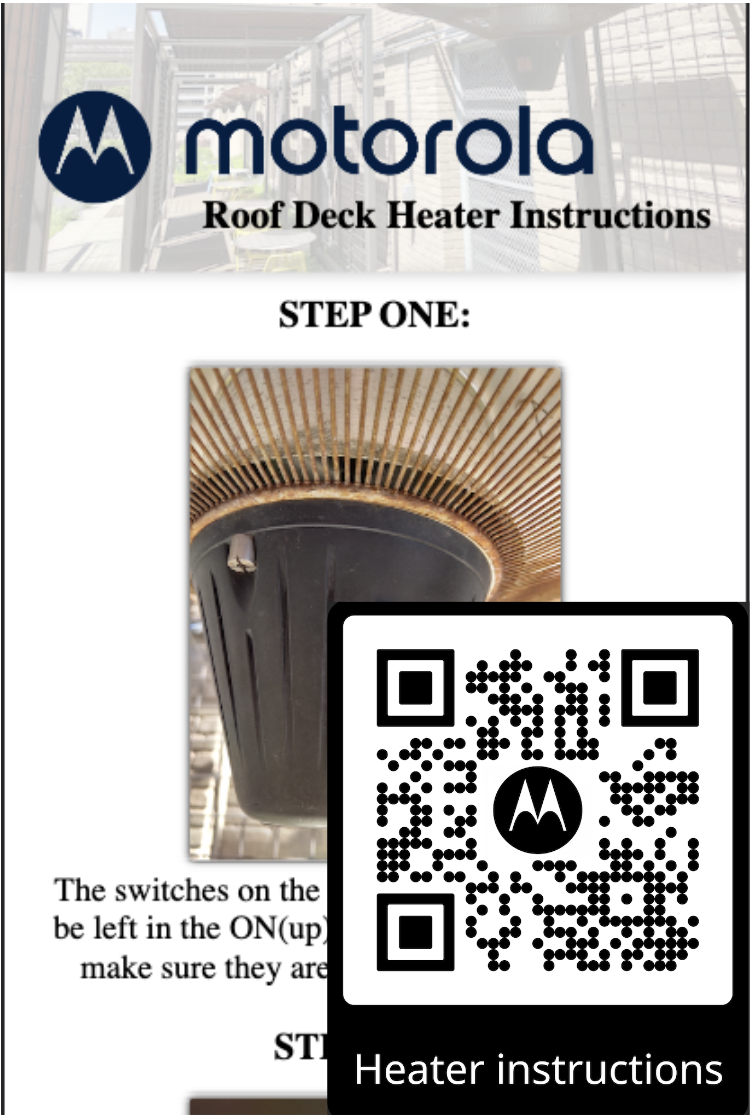 motorola
Roof Deck Heater Instructions
STEP ONE:
The switches on the
be left in the ON(up)
make sure they are
STE
Heater instructions